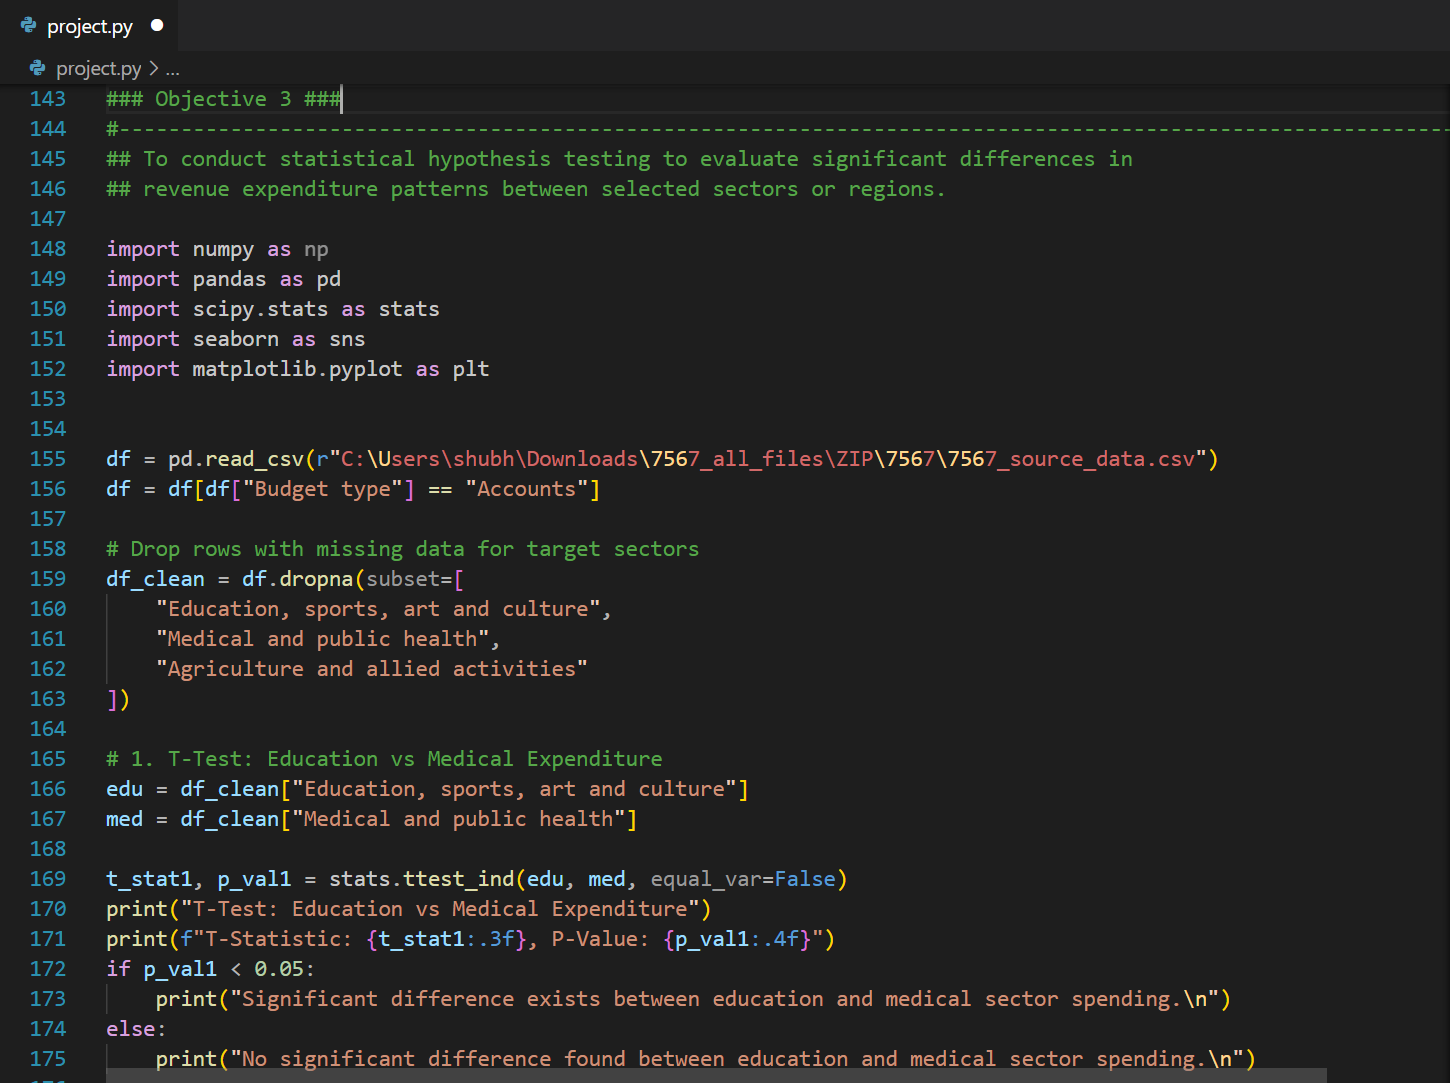 project.py
project.py > ...
143 ### Objective 3 ###
144 #------------------------------------------------------------------------------------------------------------
145 ## To conduct statistical hypothesis testing to evaluate significant differences in
146 ## revenue expenditure patterns between selected sectors or regions.
147
148 import numpy as np
149 import pandas as pd
150 import scipy.stats as stats
151 import seaborn as sns
152 import matplotlib.pyplot as plt
153
154
155 df = pd.read_csv(r"C:\Users\shubh\Downloads\7567_all_files\ZIP\7567\7567_source_data.csv")
156 df = df[df["Budget type"] == "Accounts"]
157
158 # Drop rows with missing data for target sectors
159 df_clean = df.dropna(subset=[
160     "Education, sports, art and culture",
161     "Medical and public health",
162     "Agriculture and allied activities"
163 ])
164
165 # 1. T-Test: Education vs Medical Expenditure
166 edu = df_clean["Education, sports, art and culture"]
167 med = df_clean["Medical and public health"]
168
169 t_stat1, p_val1 = stats.ttest_ind(edu, med, equal_var=False)
170 print("T-Test: Education vs Medical Expenditure")
171 print(f"T-Statistic: {t_stat1:.3f}, P-Value: {p_val1:.4f}")
172 if p_val1 < 0.05:
173     print("Significant difference exists between education and medical sector spending.\n")
174 else:
175     print("No significant difference found between education and medical sector spending.\n")